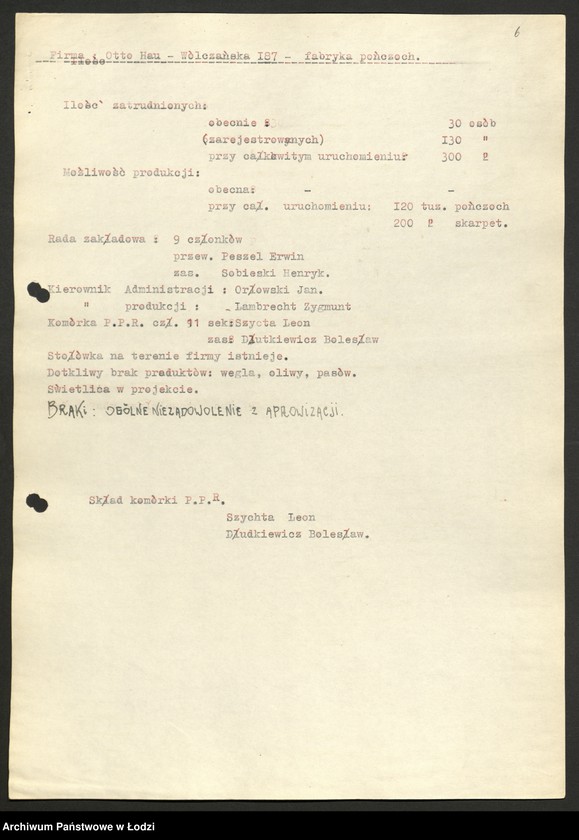 6
Firma : Otto Hau - Wólczańska 187 - fabryka pończoch.
Ilość zatrudnionych:
obecnie : 30 osób
(zarejestrowanych) 130 "
przy całkowitym uruchomieniu: 300 "
Możliwość produkcji:
obecna: - -
przy cał. uruchomieniu: 120 tuz. pończoch
200 " skarpet.
Rada zakładowa : 9 członków
przew. Peszel Erwin
zas. Sobieski Henryk.
Kierownik Administracji : Orłowski Jan.
" produkcji : Lambrecht Zygmunt
Komórka P.P.R. czł. 11 sek:Szycta Leon
zas: Dłutkiewicz Bolesław
Stołówka na terenie firmy istnieje.
Dotkliwy brak produktów: węgla, oliwy, pasów.
Świetlica w projekcie.
BRAKI: OGÓLNE NIEZADOWOLENIE Z APROWIZACJI.
Skład komórki P.P.R.
Szychta Leon
Dłudkiewicz Bolesław.
Archiwum Państwowe w Łodzi